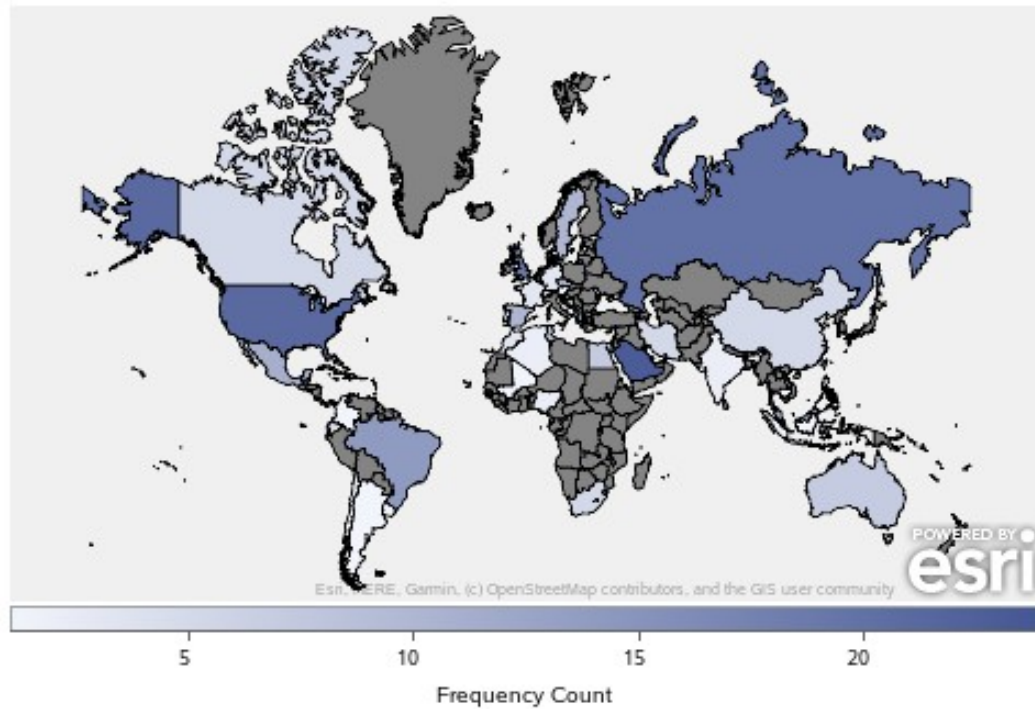 POWERED BY
esri
Esri, HERE, Garmin, (c) OpenStreetMap contributors, and the GIS user community
5 10 15 20
Frequency Count